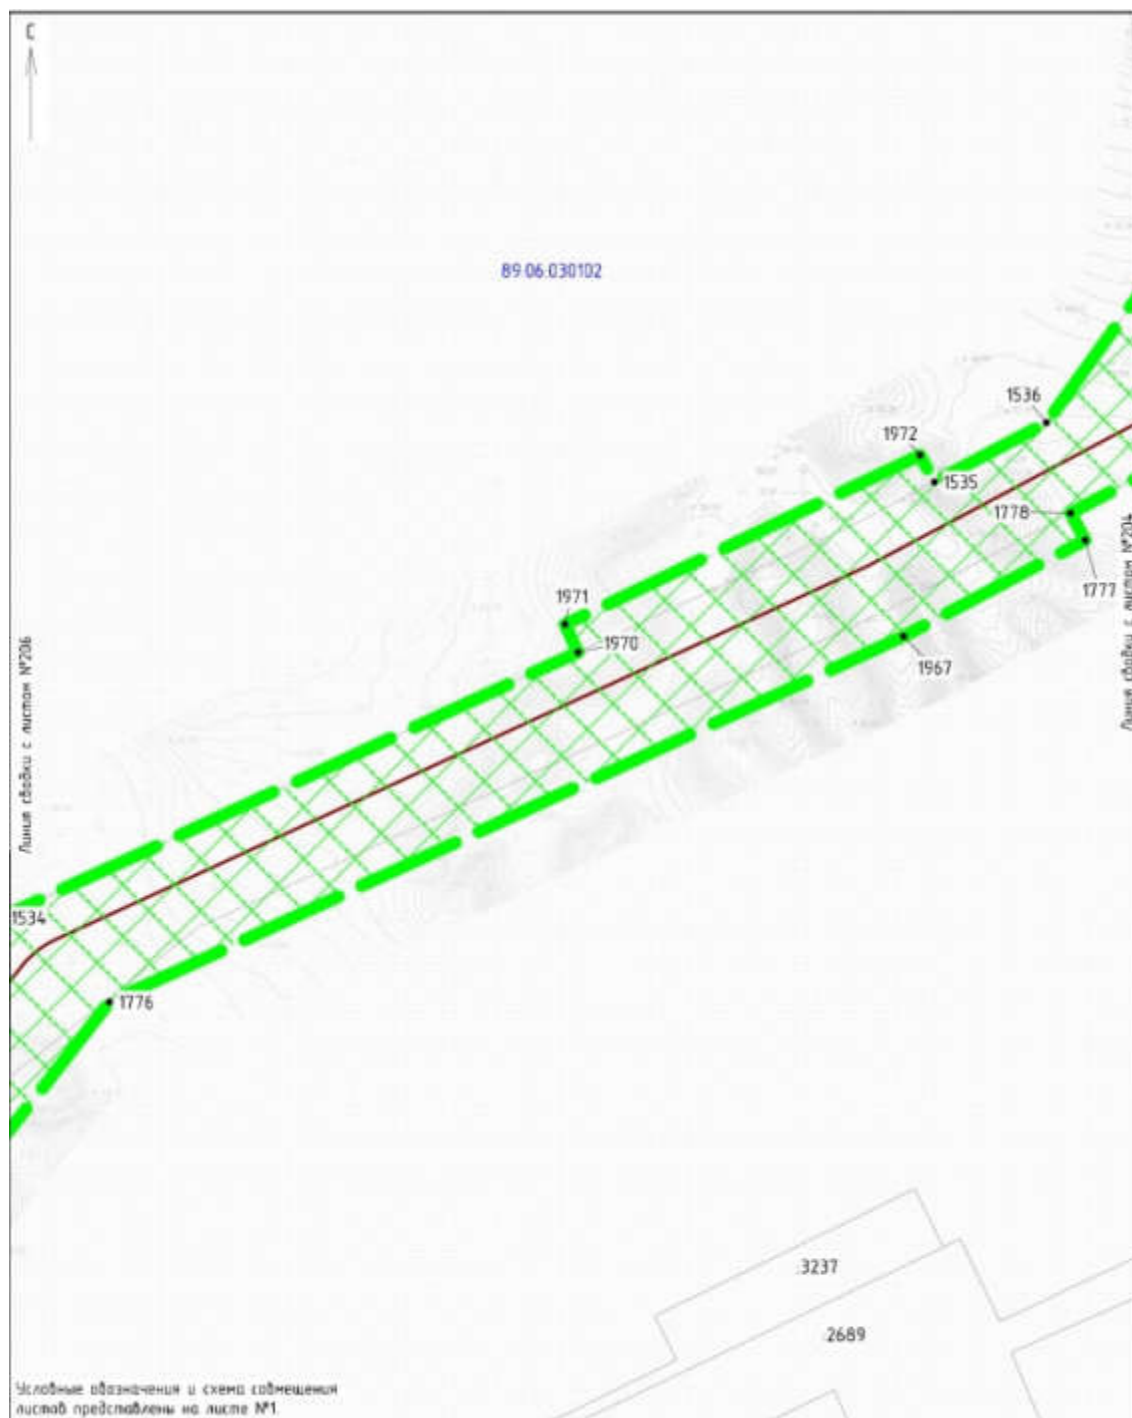 С
89:06:030102
1536
1972
1535
1778
Линия сводки с листом №204
1777
1971
1970
1967
Линия сводки с листом №206
1534
1776
:3237
:2689
Условные обозначения и схема совмещения
листов представлены на листе №1.